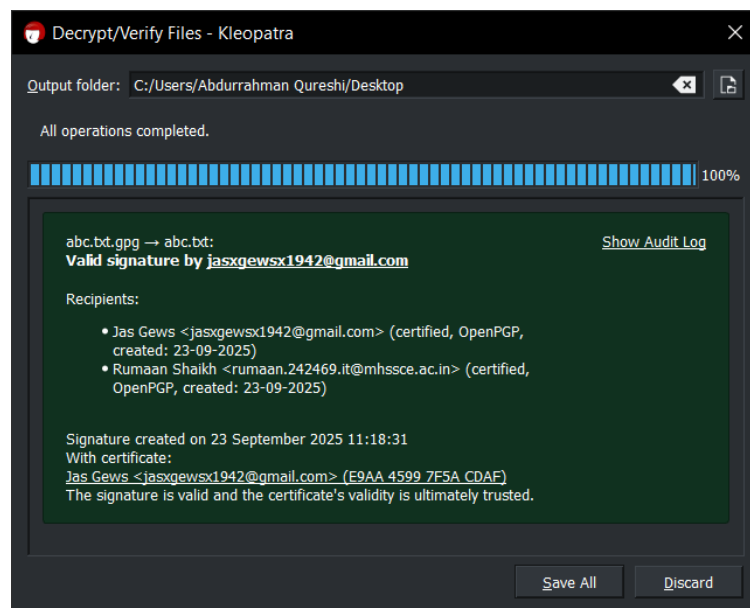 Decrypt/Verify Files - Kleopatra
Output folder: C:/Users/Abdurrahman Qureshi/Desktop
All operations completed.
100%
abc.txt.gpg → abc.txt:
Show Audit Log
Valid signature by jasxgewsx1942@gmail.com
Recipients:
• Jas Gews <jasxgewsx1942@gmail.com> (certified, OpenPGP,
created: 23-09-2025)
• Rumaan Shaikh <rumaan.242469.it@mhssce.ac.in> (certified,
OpenPGP, created: 23-09-2025)
Signature created on 23 September 2025 11:18:31
With certificate:
Jas Gews <jasxgewsx1942@gmail.com> (E9AA 4599 7F5A CDAF)
The signature is valid and the certificate's validity is ultimately trusted.
Save All
Discard